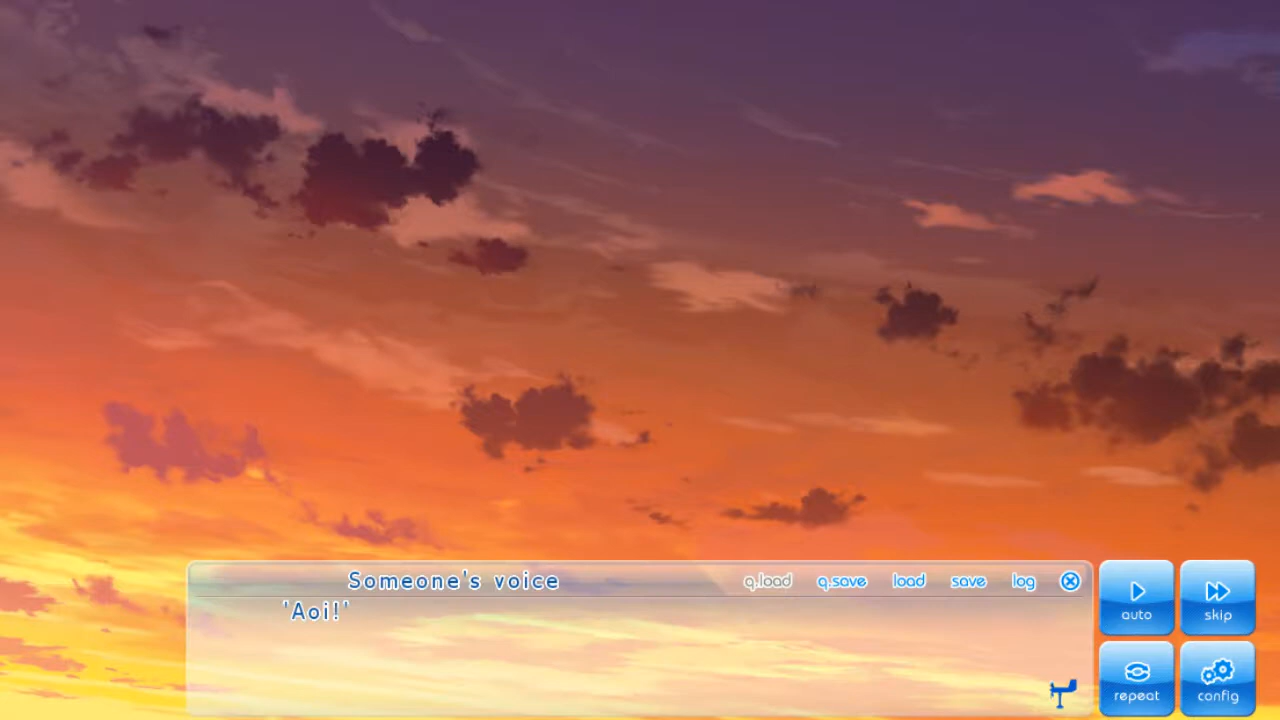 Someone's voice
q.load q.save load save log
'Aoi!'
auto skip
repeat config